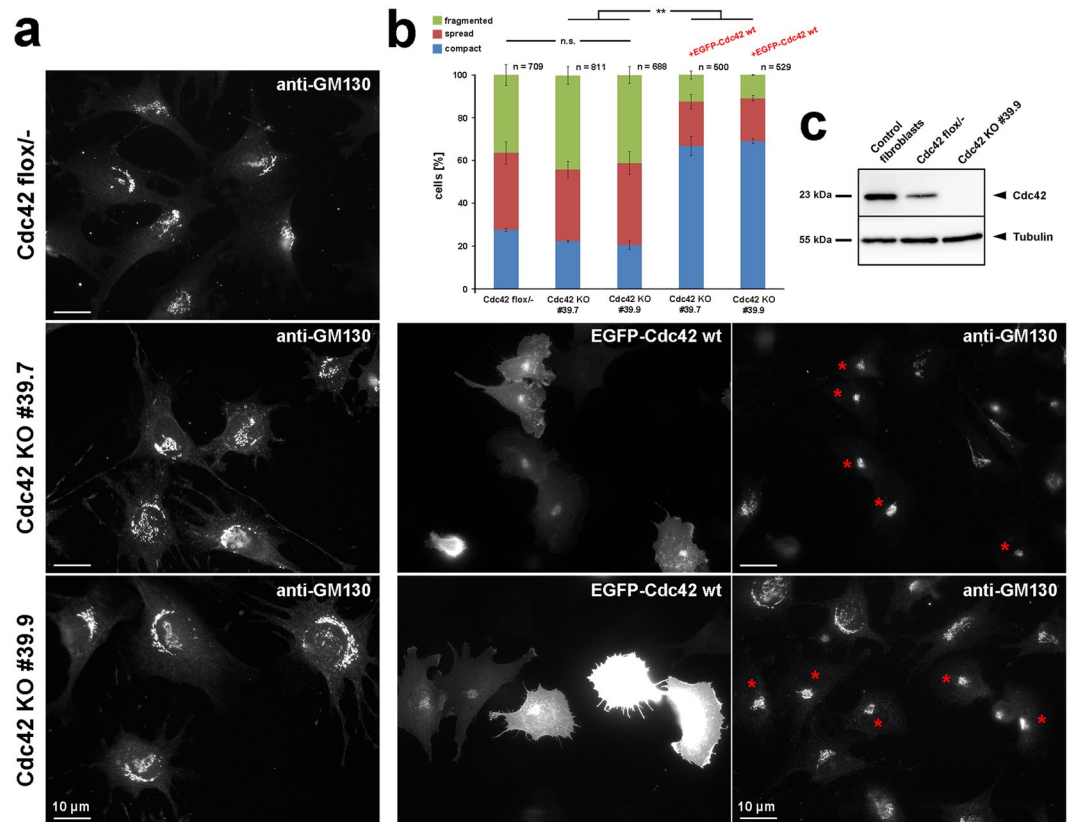 a
Cdc42 flox/-
anti-GM130
Cdc42 KO #39.7
anti-GM130
Cdc42 KO #39.9
anti-GM130
10 µm
b
fragmented
spread
compact
**
n.s.
+EGFP-Cdc42 wt
+EGFP-Cdc42 wt
n = 709
n = 811
n = 688
n = 500
n = 529
cells [%]
100
80
60
40
20
0
Cdc42 flox/-
Cdc42 KO
#39.7
Cdc42 KO
#39.9
Cdc42 KO
#39.7
Cdc42 KO
#39.9
EGFP-Cdc42 wt
anti-GM130
*
*
*
*
*
EGFP-Cdc42 wt
anti-GM130
*
*
*
*
*
10 µm
c
Control
fibroblasts
Cdc42 flox/-
Cdc42 KO #39.9
23 kDa
Cdc42
55 kDa
Tubulin